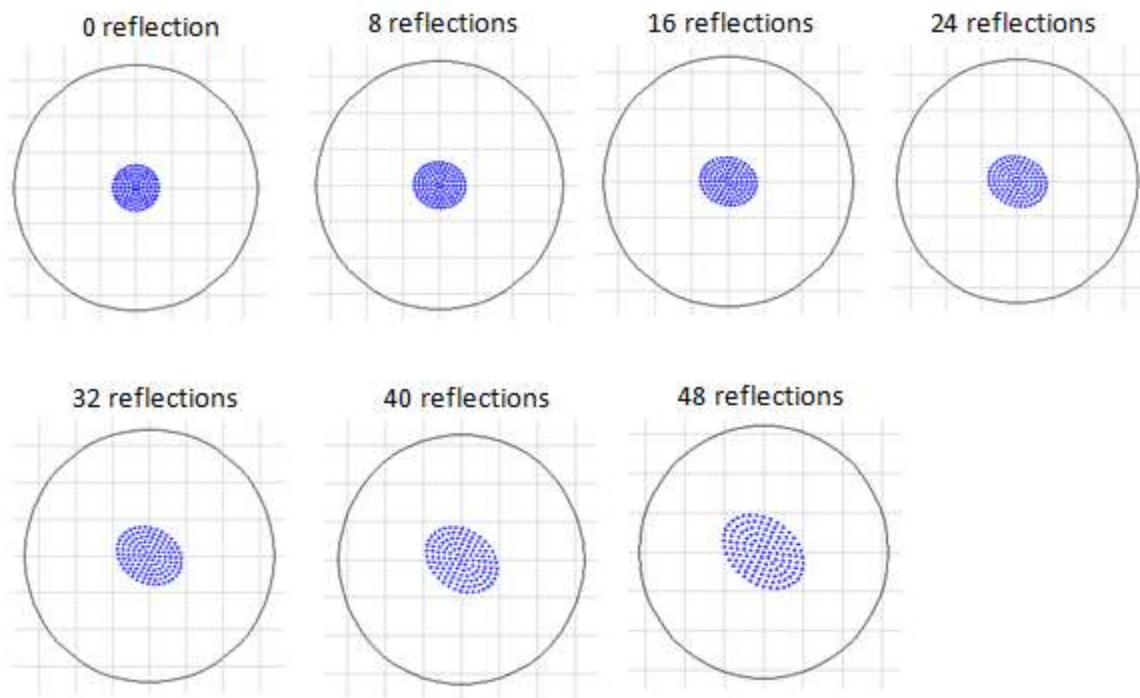 0 reflection
8 reflections
16 reflections
24 reflections
32 reflections
40 reflections
48 reflections